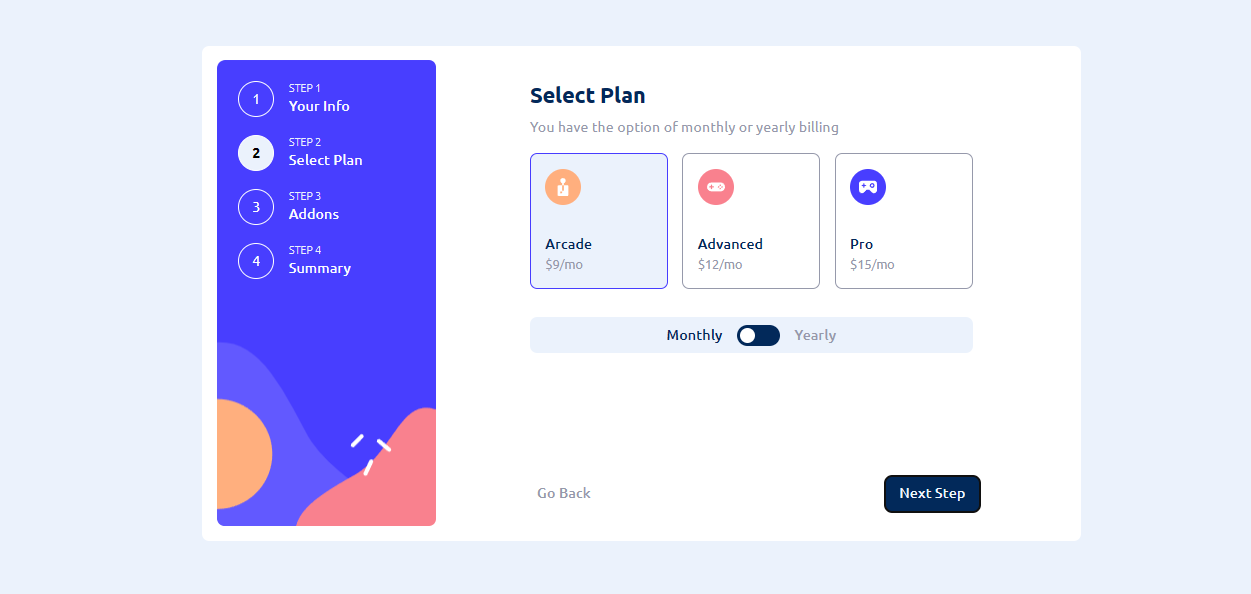 1
STEP 1
Your Info
2
STEP 2
Select Plan
3
STEP 3
Addons
4
STEP 4
Summary
Select Plan
You have the option of monthly or yearly billing
Arcade
$9/mo
Advanced
$12/mo
Pro
$15/mo
Monthly Yearly
Go Back
Next Step